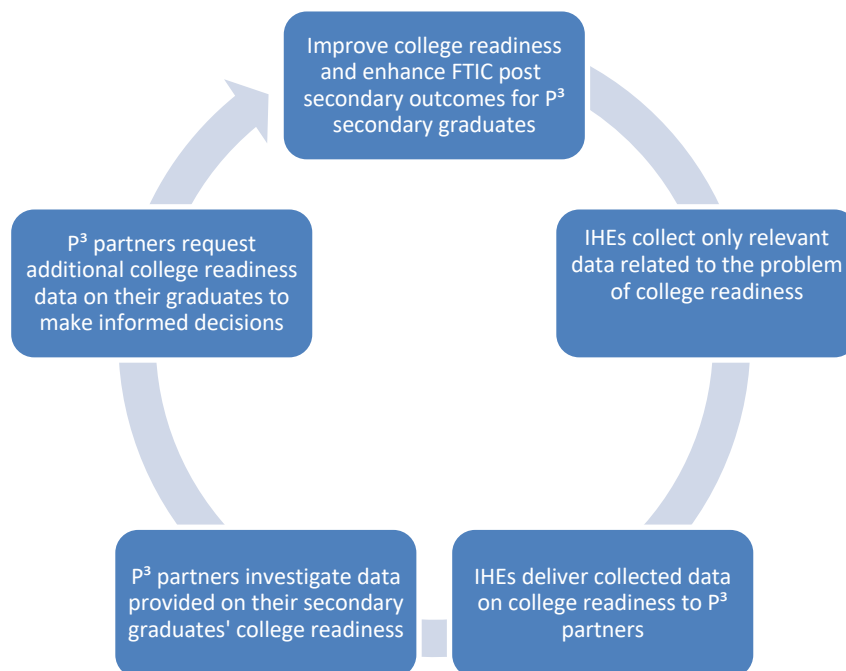 Improve college readiness
and enhance FTIC post
secondary outcomes for P³
secondary graduates
IHEs collect only relevant
data related to the problem
of college readiness
IHEs deliver collected data
on college readiness to P³
partners
P³ partners investigate data
provided on their secondary
graduates' college readiness
P³ partners request
additional college readiness
data on their graduates to
make informed decisions